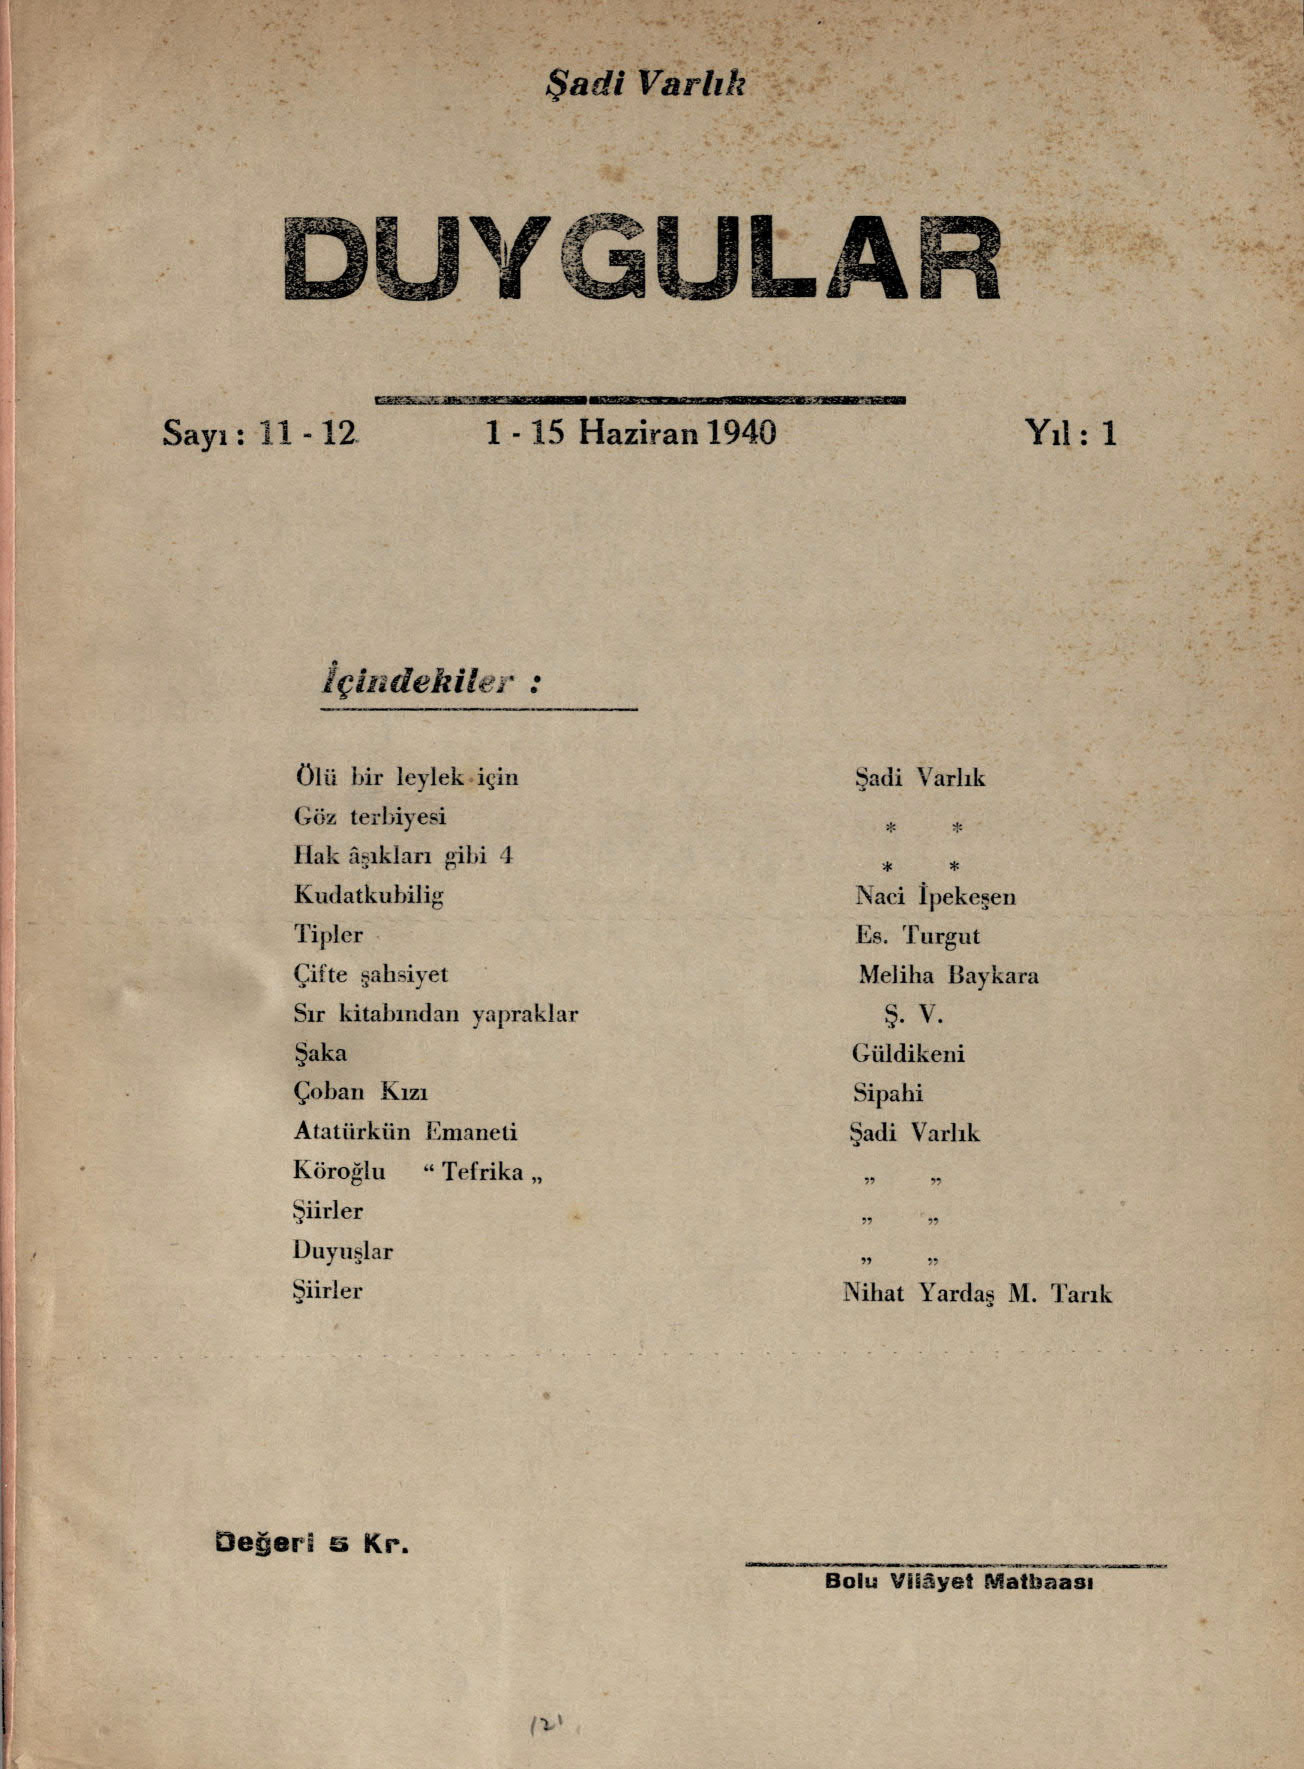 Şadi Varlık
DUYGULAR
Sayı : 11 - 12 1 - 15 Haziran 1940 Yıl : 1
İçindekiler :
Ölü bir leylek için Şadi Varlık
Göz terbiyesi * *
Hak âşıkları gibi 4 * *
Kudatkubilig Naci İpekeşen
Tipler Es. Turgut
Çifte şahsiyet Meliha Baykara
Sır kitabından yapraklar Ş. V.
Şaka Güldikeni
Çoban Kızı Sipahi
Atatürkün Emaneti Şadi Varlık
Köroğlu “ Tefrika „ „ „
Şiirler „ „
Duyuşlar „ „
Şiirler Nihat Yardaş M. Tarık
Değeri 5 Kr.
Bolu Vilâyet Matbaası